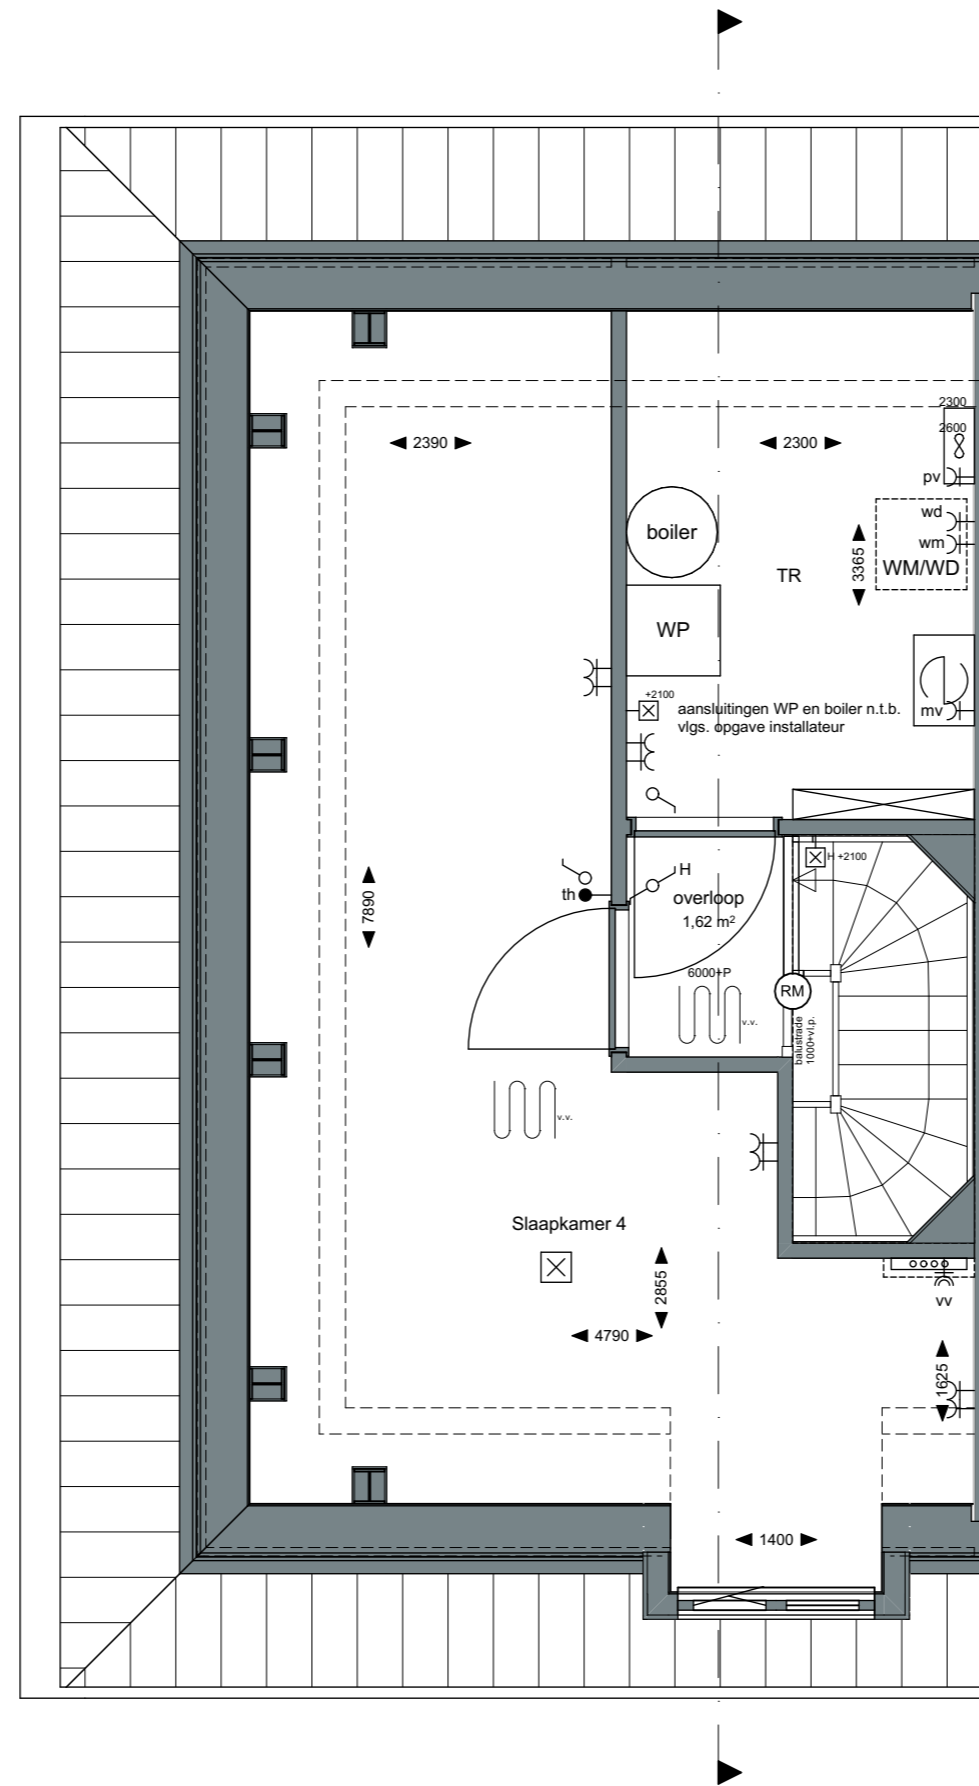 2300
2390
2300
2600
pv
wd
boiler
wm
3365
WM/WD
TR
WP
+2100
aansluitingen WP en boiler n.t.b.
mv
vlgs. opgave installateur
H +2100
H
th
overloop
7890
1,62 m²
6000+P
RM
v.v.
balustrade
1000+vl.p.
v.v.
Slaapkamer 4
2855
vv
4790
1625
1400